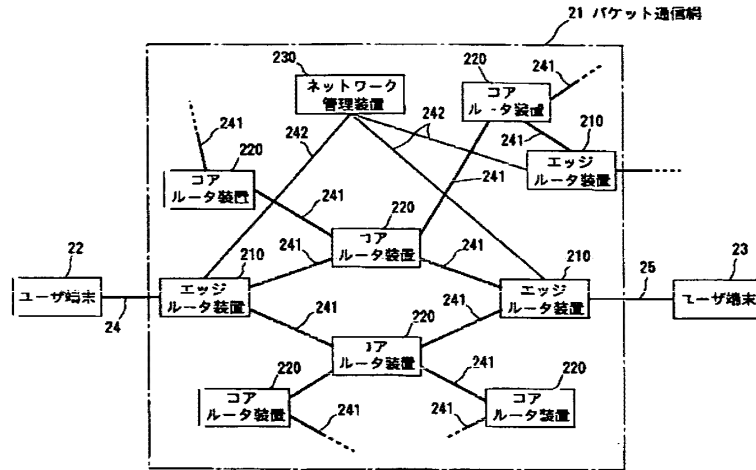 21 パケット通信網
230
ネットワーク
管理装置
220
241
コア
ルータ装置
241
242
242
241
210
220
エッジ
ルータ装置
コア
ルータ装置
241
241
220
コア
ルータ装置
22
210
241
241
210
23
ユーザ端末
エッジ
ルータ装置
エッジ
ルータ装置
25
ユーザ端末
24
241
241
220
コア
ルータ装置
220
241
220
コア
ルータ装置
241
241
コア
ルータ装置